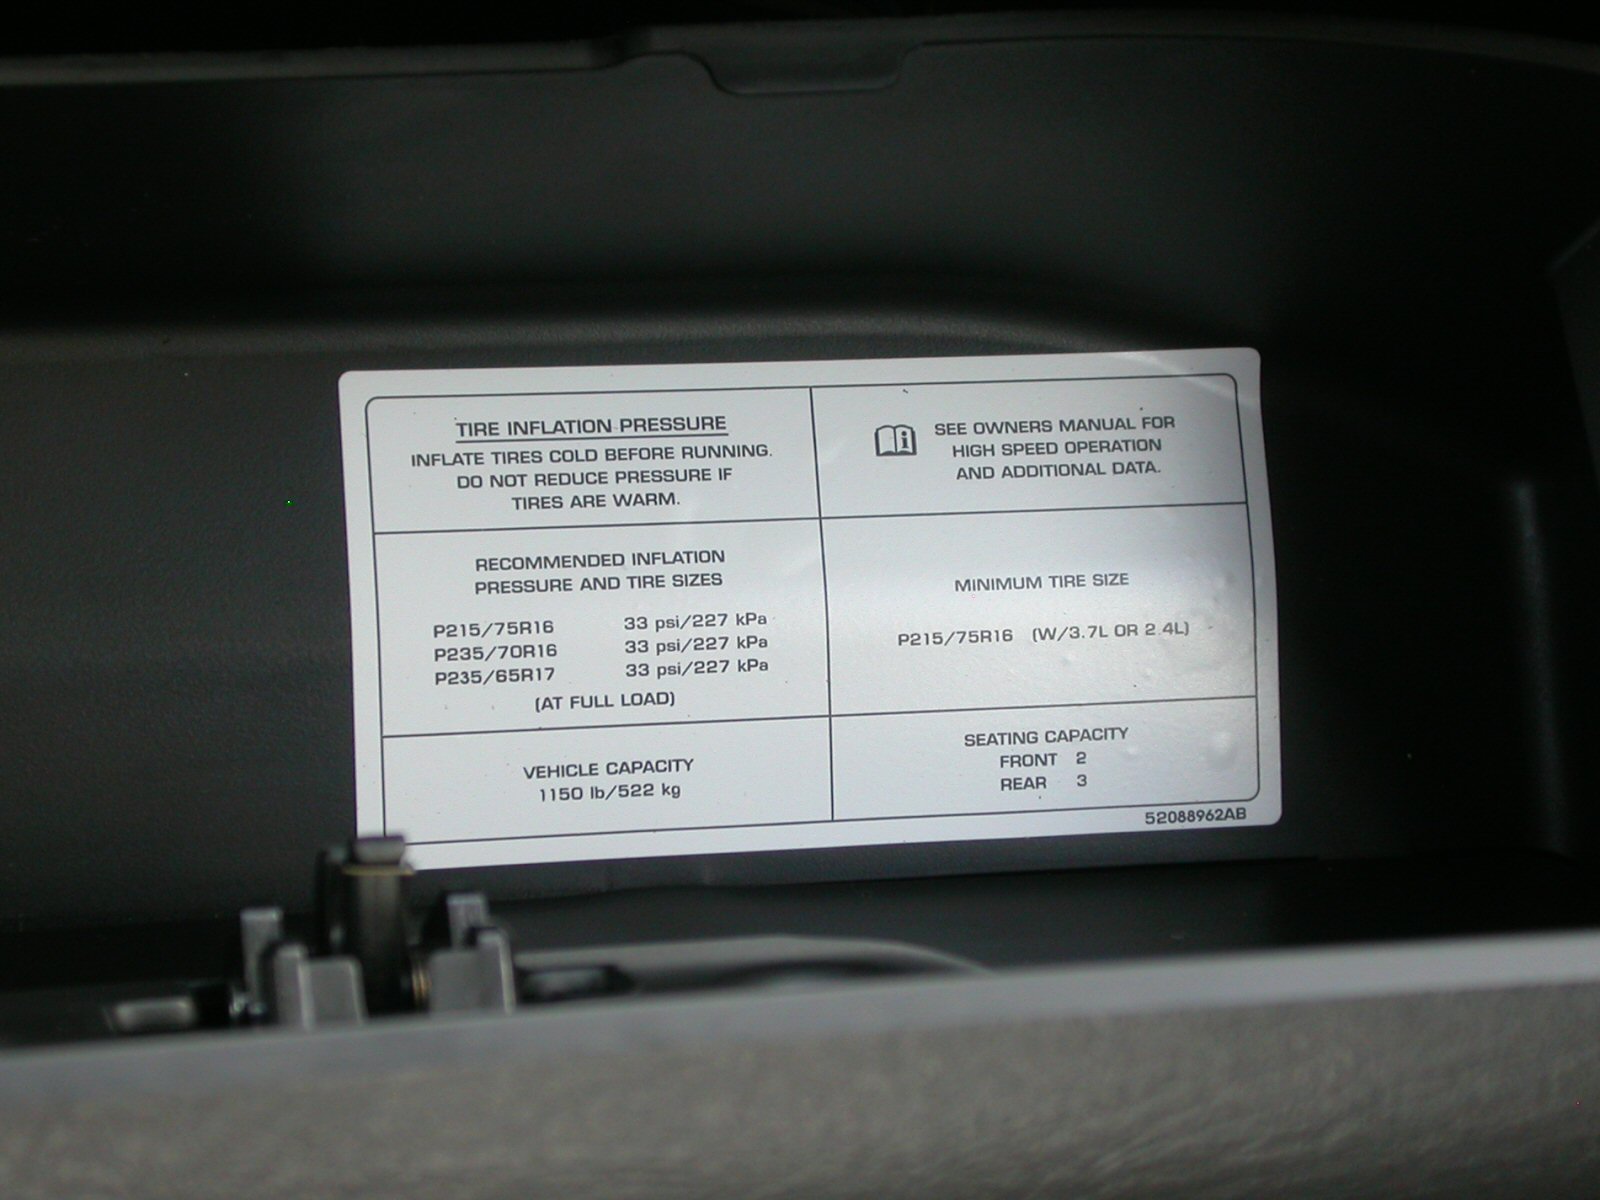 TIRE INFLATION PRESSURE
INFLATE TIRES COLD BEFORE RUNNING.
DO NOT REDUCE PRESSURE IF
TIRES ARE WARM.
SEE OWNERS MANUAL FOR
HIGH SPEED OPERATION
AND ADDITIONAL DATA.
RECOMMENDED INFLATION
PRESSURE AND TIRE SIZES
P215/75R16 33 psi/227 kPa
P235/70R16 33 psi/227 kPa
P235/65R17 33 psi/227 kPa
(AT FULL LOAD)
MINIMUM TIRE SIZE
P215/75R16 (W/3.7L OR 2.4L)
VEHICLE CAPACITY
1150 lb/522 kg
SEATING CAPACITY
FRONT 2
REAR 3
52088962AB